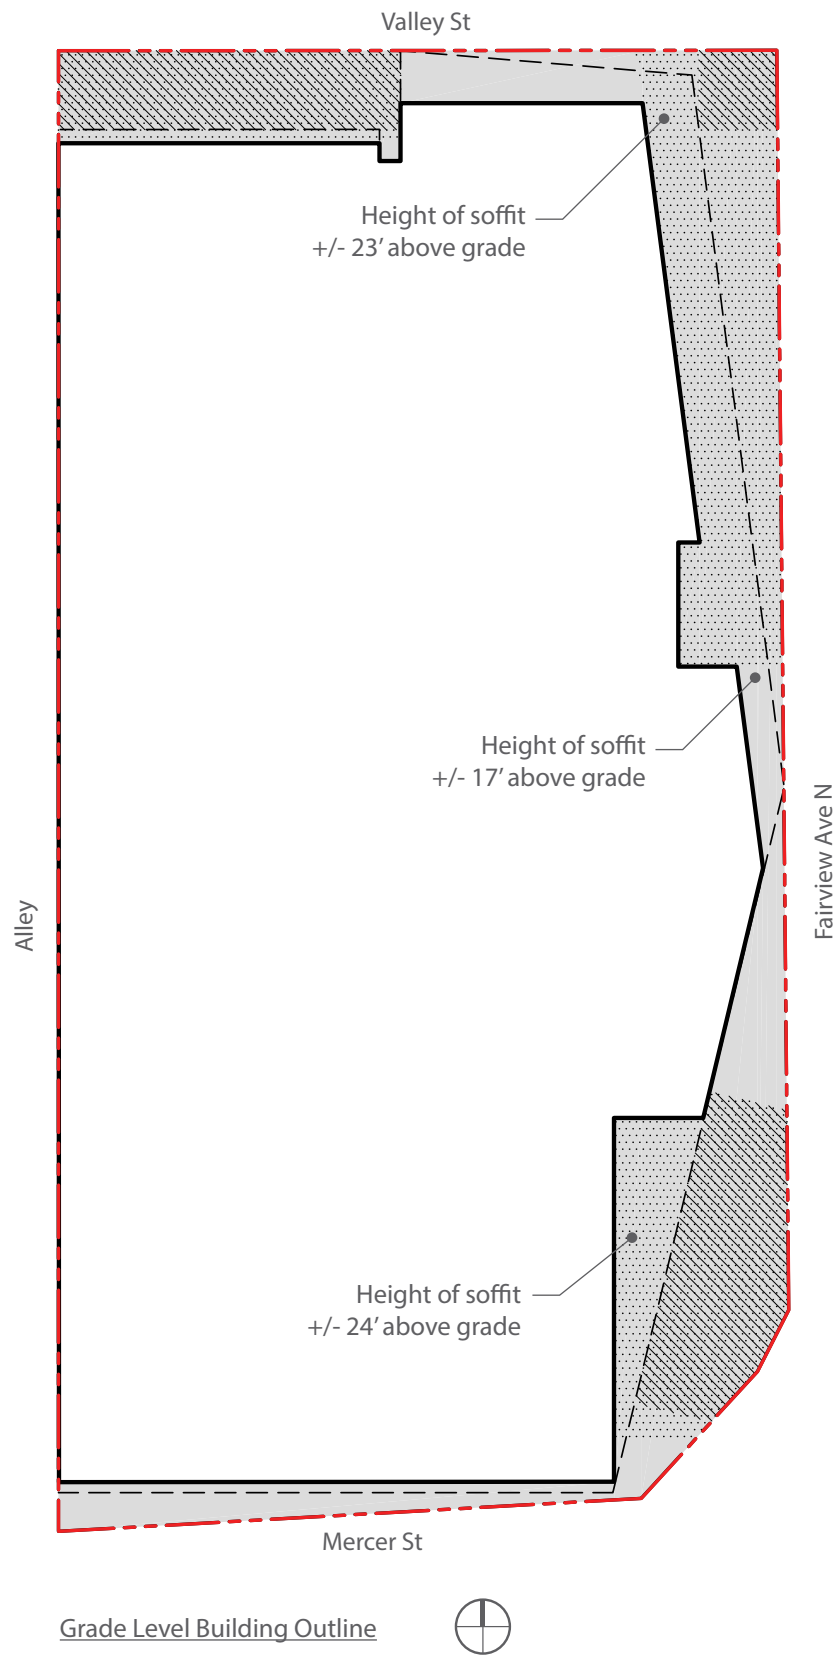 Valley St
Height of soffit
+/- 23’ above grade
Height of soffit
+/- 17’ above grade
Fairview Ave N
Alley
Height of soffit
+/- 24’ above grade
Mercer St
Grade Level Building Outline